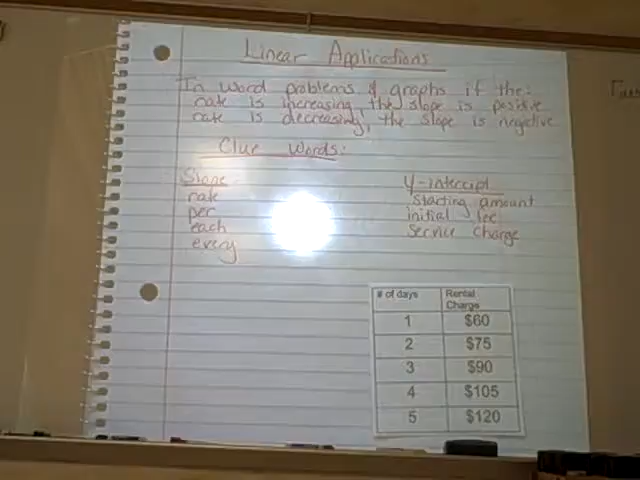 Linear Applications
In word problems & graphs if the:
rate is increasing, the slope is positive
rate is decreasing, the slope is negative
Clue Words:
Slope
rate
per
each
every
y-intercept
starting amount
initial fee
service charge
# of days Rental Charge
1 $60
2 $75
3 $90
4 $105
5 $120